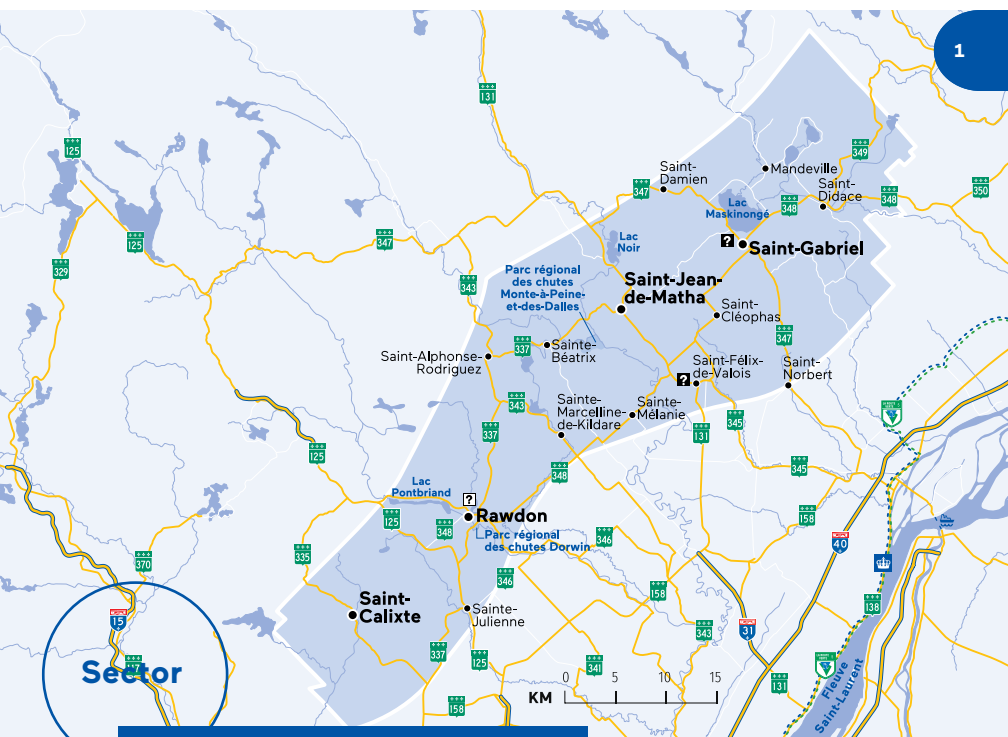 1
131
125
349
Saint-
Damien
Mandeville
347
Saint-
Didace
348
350
Lac
Maskinongé
348
125
347
Lac
Noir
?
Saint-Gabriel
329
343
Parc régional
des chutes
Monte-à-Peine-
et-des-Dalles
Saint-Jean-
de-Matha
Saint-
Cléophas
347
337
Sainte-
Béatrix
Saint-Alphonse-
Rodriguez
Saint-Félix-
de-Valois
?
Saint-
Norbert
343
Sainte-
Marcelline-
de-Kildare
Sainte-
Mélanie
345
337
131
125
348
345
Lac
Pontbriand
?
Rawdon
125
348
158
Parc régional
des chutes Dorwin
346
40
335
370
346
158
Saint-
Calixte
Sainte-
Julienne
138
15
343
31
337
125
341
Sector
117
131
Fleuve
Saint-Laurent
KM
0 5 10 15
158